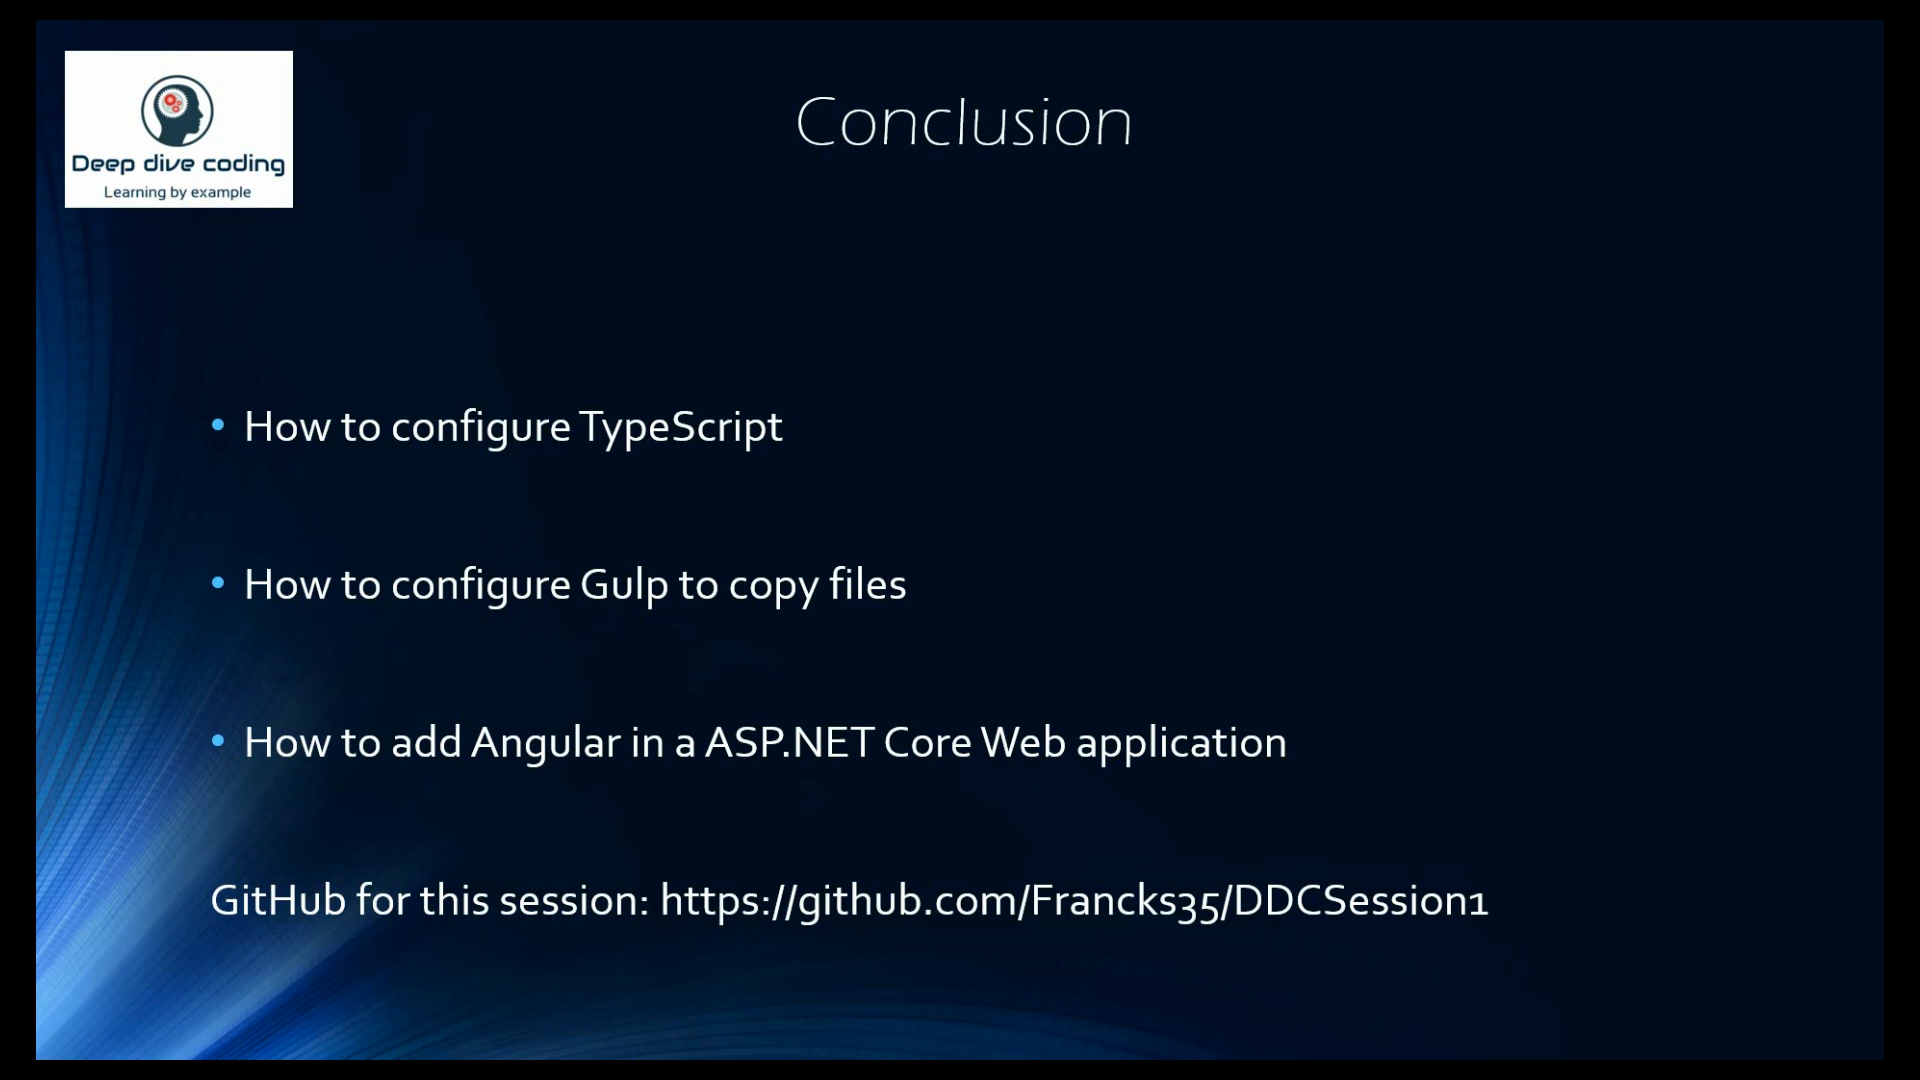 Deep dive coding
Learning by example
Conclusion
• How to configure TypeScript
• How to configure Gulp to copy files
• How to add Angular in a ASP.NET Core Web application
GitHub for this session: https://github.com/Francks35/DDCSession1